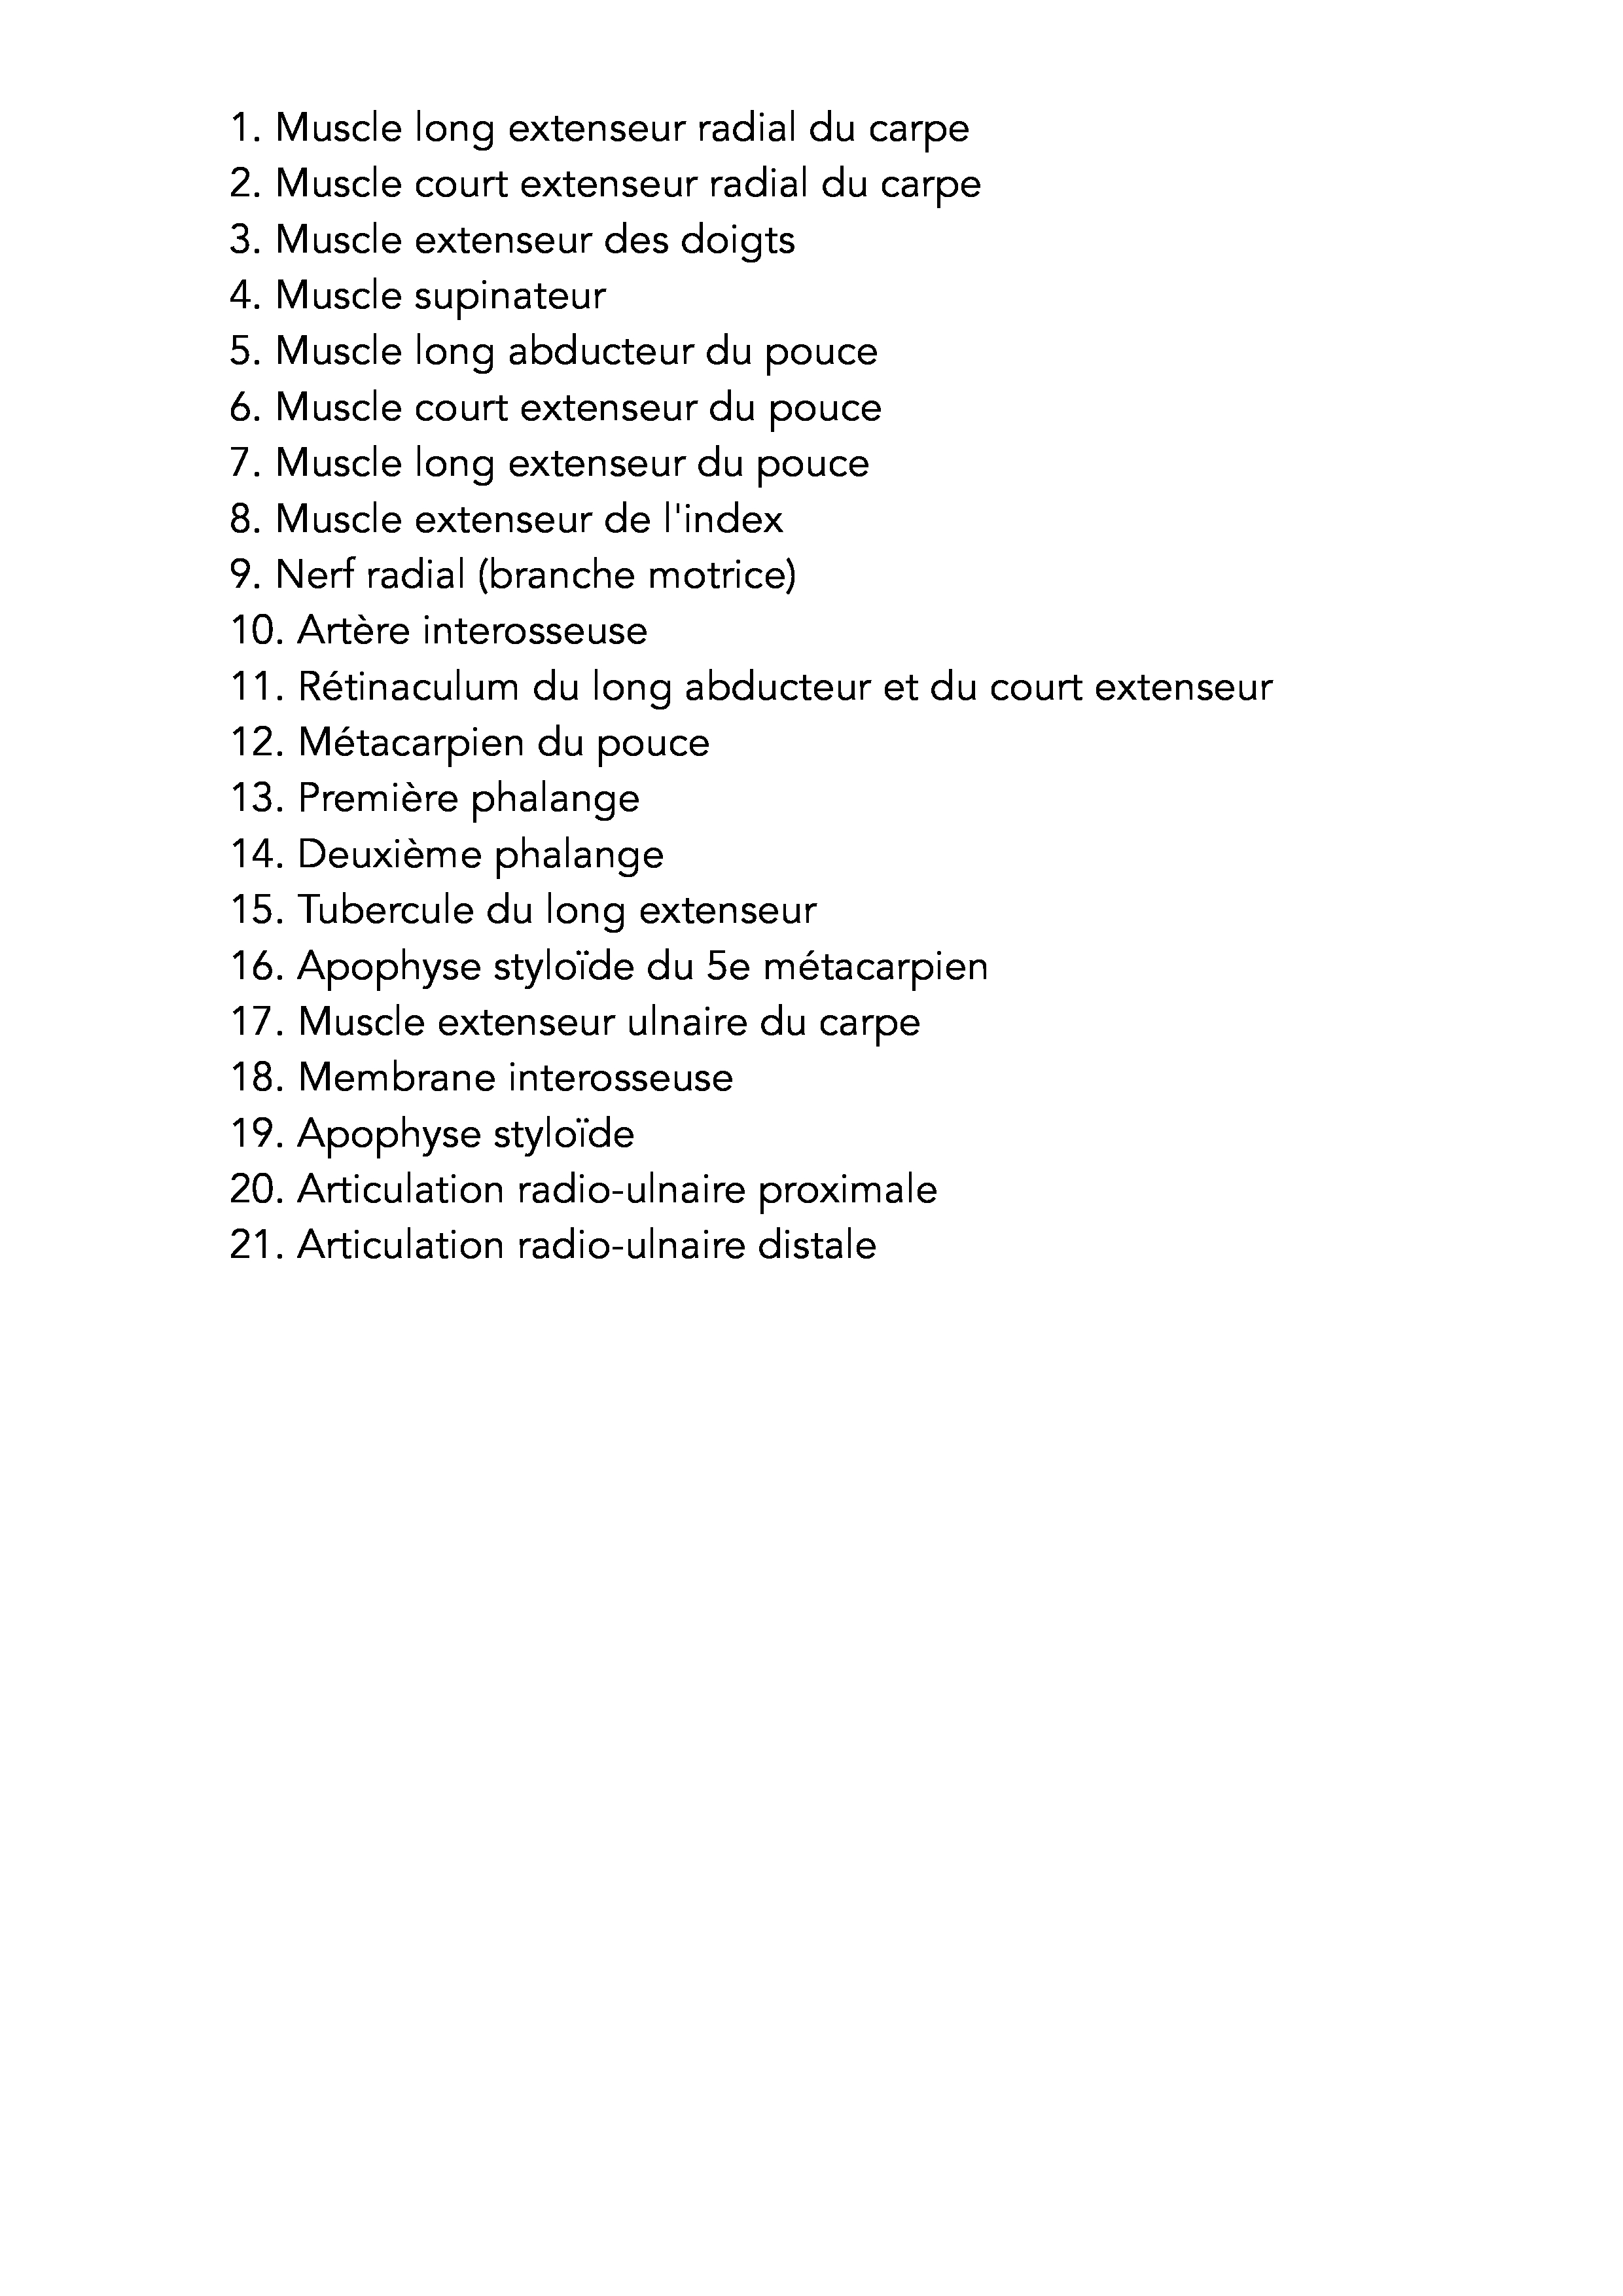 1. Muscle long extenseur radial du carpe
2. Muscle court extenseur radial du carpe
3. Muscle extenseur des doigts
4. Muscle supinateur
5. Muscle long abducteur du pouce
6. Muscle court extenseur du pouce
7. Muscle long extenseur du pouce
8. Muscle extenseur de l'index
9. Nerf radial (branche motrice)
10. Artère interosseuse
11. Rétinaculum du long abducteur et du court extenseur
12. Métacarpien du pouce
13. Première phalange
14. Deuxième phalange
15. Tubercule du long extenseur
16. Apophyse styloïde du 5e métacarpien
17. Muscle extenseur ulnaire du carpe
18. Membrane interosseuse
19. Apophyse styloïde
20. Articulation radio-ulnaire proximale
21. Articulation radio-ulnaire distale